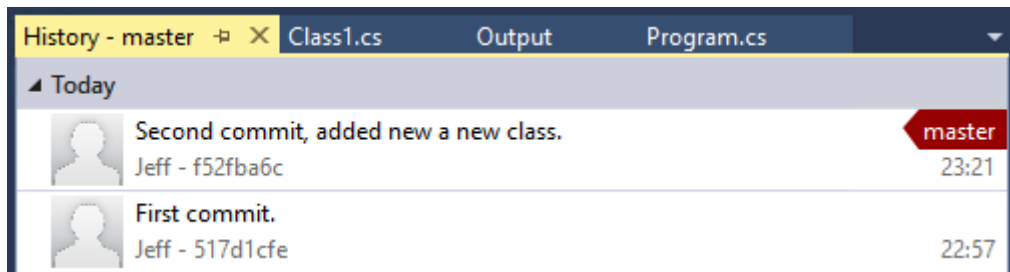 History - master Class1.cs Output Program.cs
Today
Second commit, added new a new class. master
Jeff - f52fba6c 23:21
First commit.
Jeff - 517d1cfe 22:57